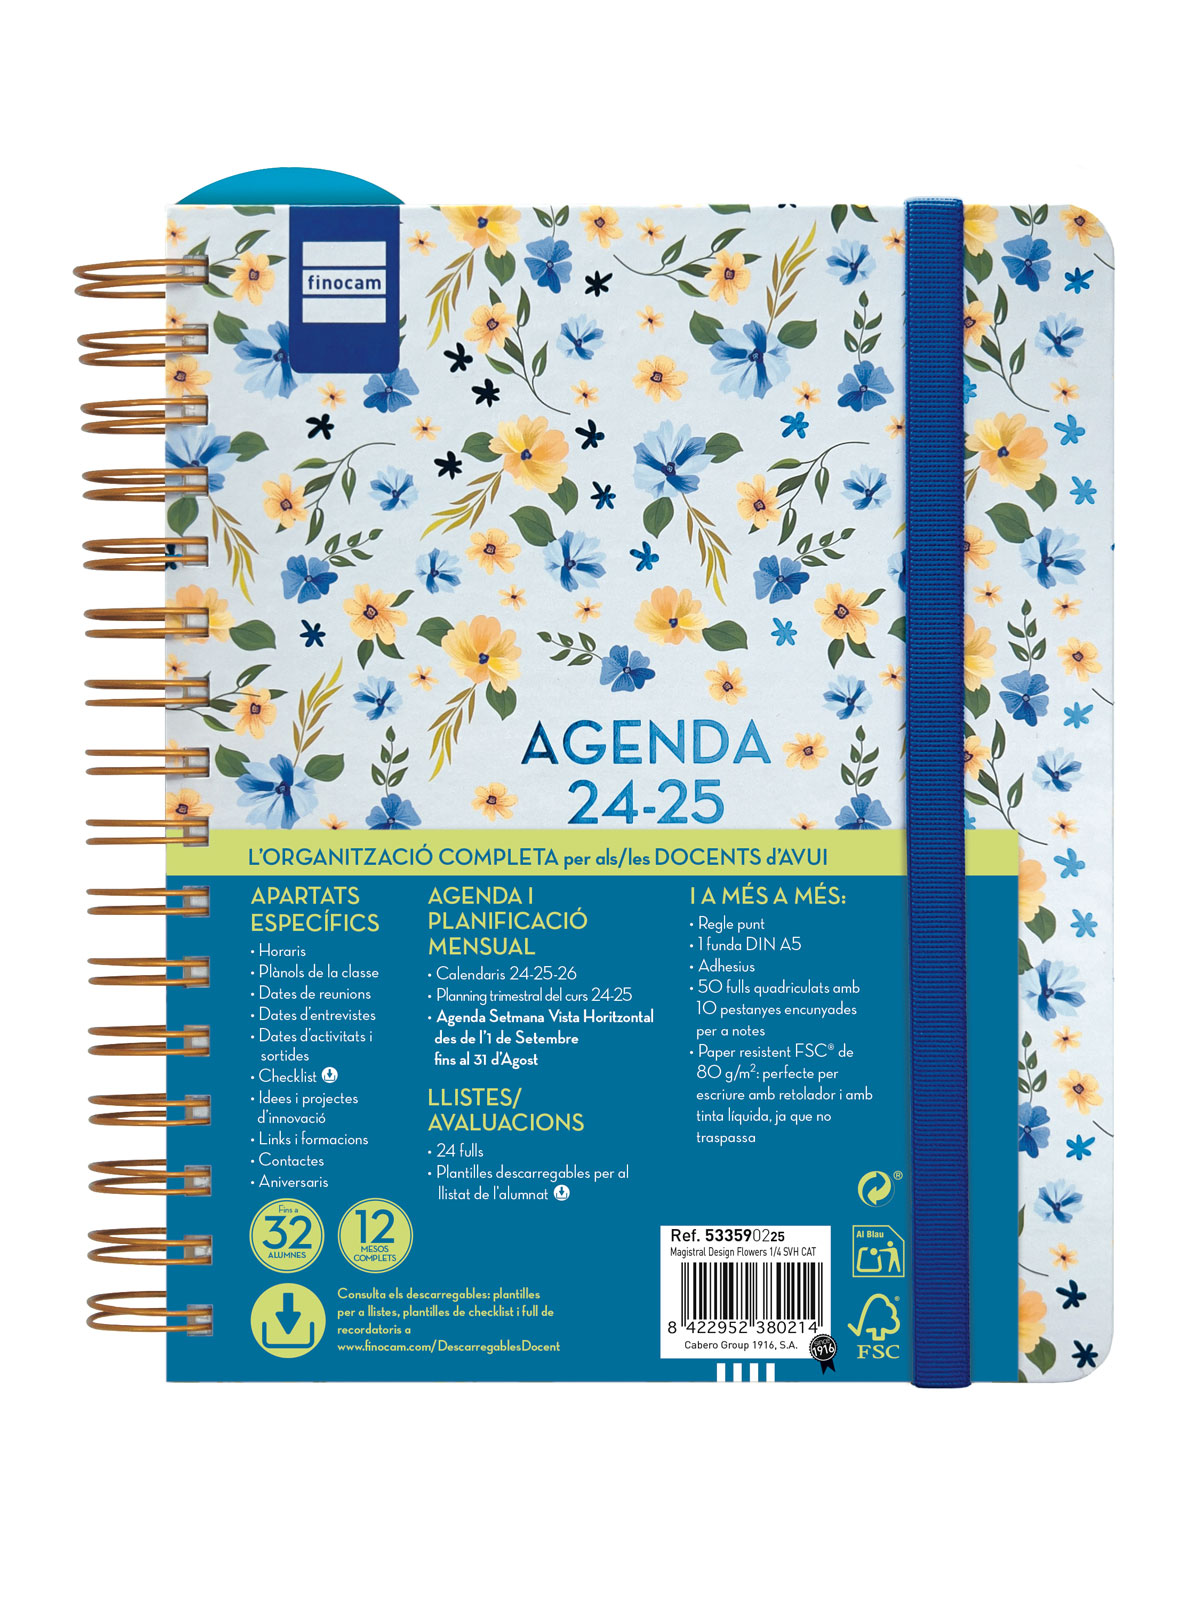 finocam
AGENDA
24-25
L'ORGANITZACIÓ COMPLETA per als/les DOCENTS d'AVUI
APARTATS
ESPECÍFICS
• Horaris
• Plànols de la classe
• Dates de reunions
• Dates d'entrevistes
• Dates d'activitats i
sortides
• Checklist
• Idees i projectes
d'innovació
• Links i formacions
• Contactes
• Aniversaris
AGENDA I
PLANIFICACIÓ
MENSUAL
• Calendaris 24-25-26
• Planning trimestral del curs 24-25
• Agenda Setmana Vista Horitzontal
des de l'1 de Setembre
fins al 31 d'Agost
LLISTES/
AVALUACIONS
• 24 fulls
• Plantilles descarregables per al
llistat de l'alumnat
I A MÉS A MÉS:
• Regle punt
• 1 funda DIN A5
• Adhesius
• 50 fulls quadriculats amb
10 pestanyes encunyades
per a notes
• Paper resistent FSC® de
80 g/m²: perfecte per
escriure amb retolador i amb
tinta líquida, ja que no
traspassa
Fins a
32
ALUMNES
12
MESOS
COMPLETS
Consulta els descarregables: plantilles
per a llistes, plantilles de checklist i full de
recordatoris a
www.finocam.com/DescarregablesDocent
Ref. 533590225
Magistral Design Flowers 1/4 SVH CAT
8 422952 380214
Cabero Group 1916, S.A.
since
1916
®
Al Blau
®
FSC